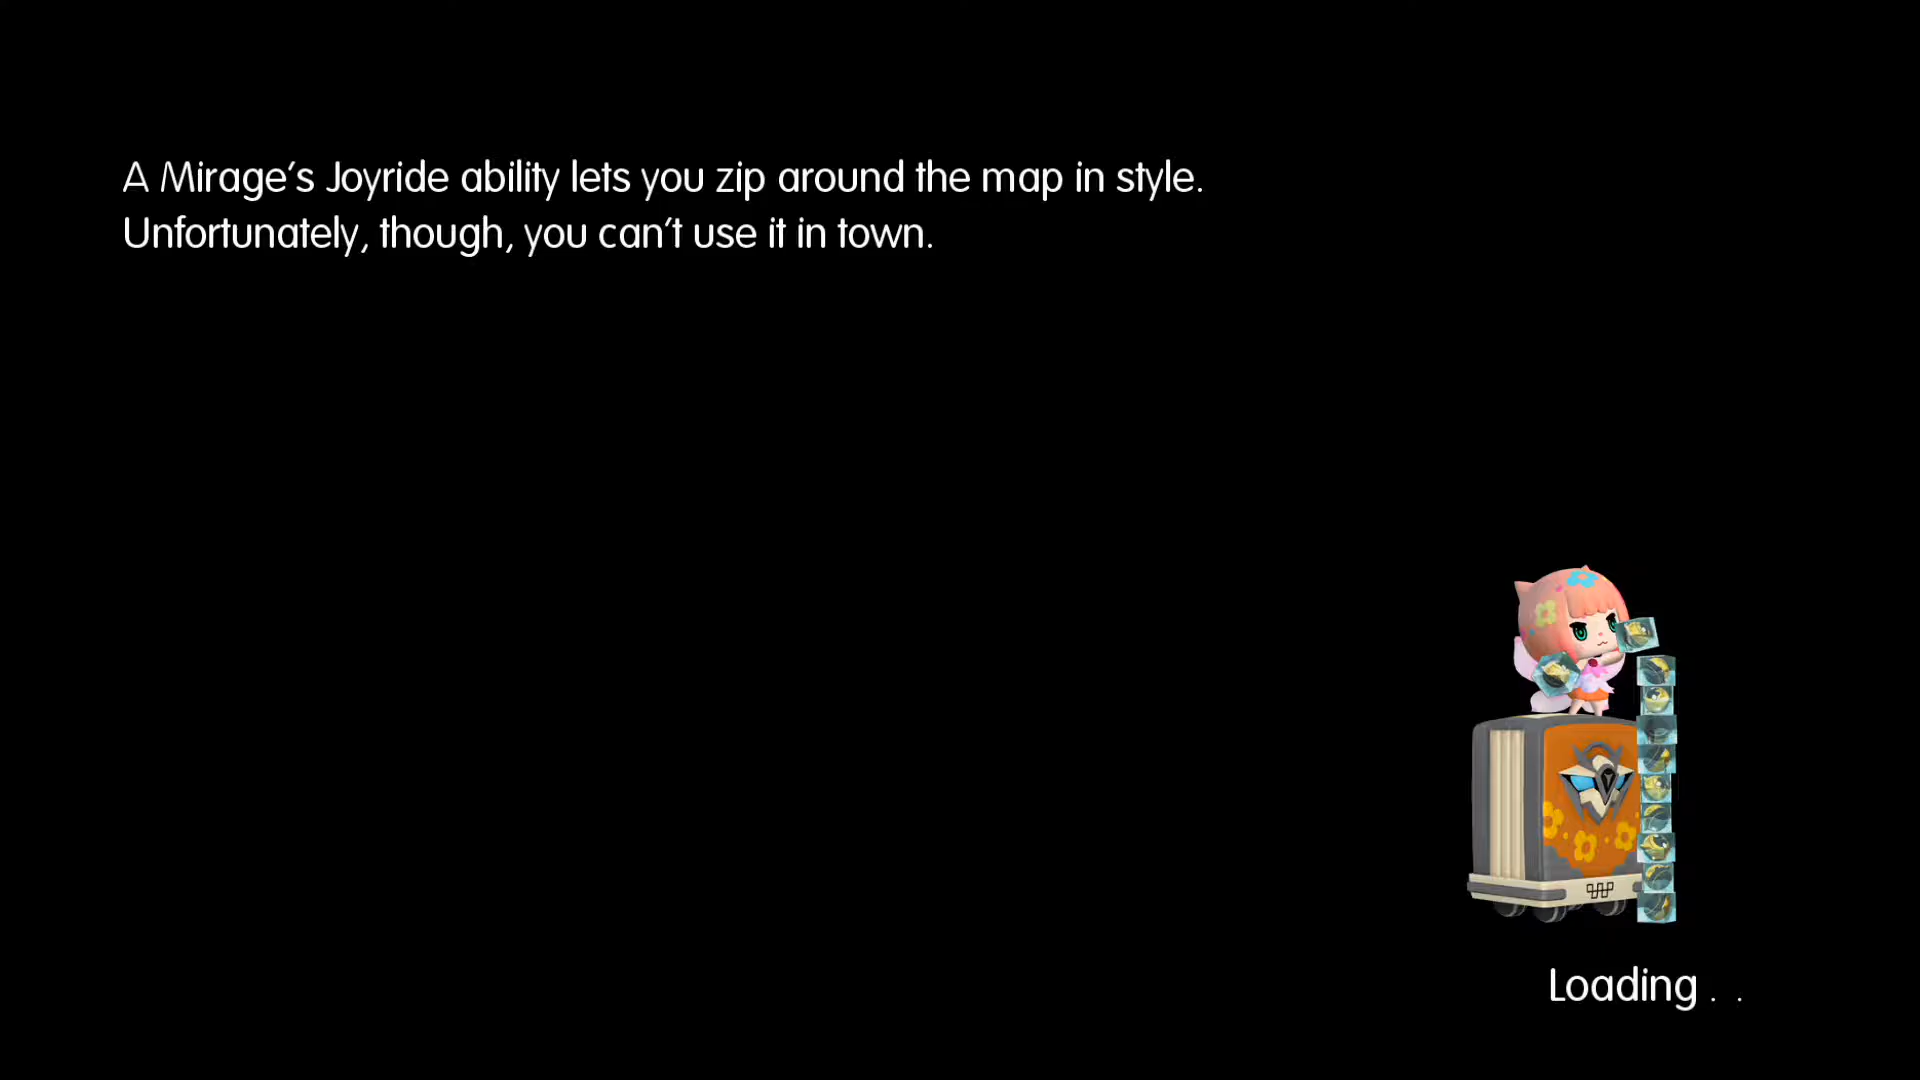 A Mirage's Joyride ability lets you zip around the map in style.
Unfortunately, though, you can't use it in town.
Loading . .